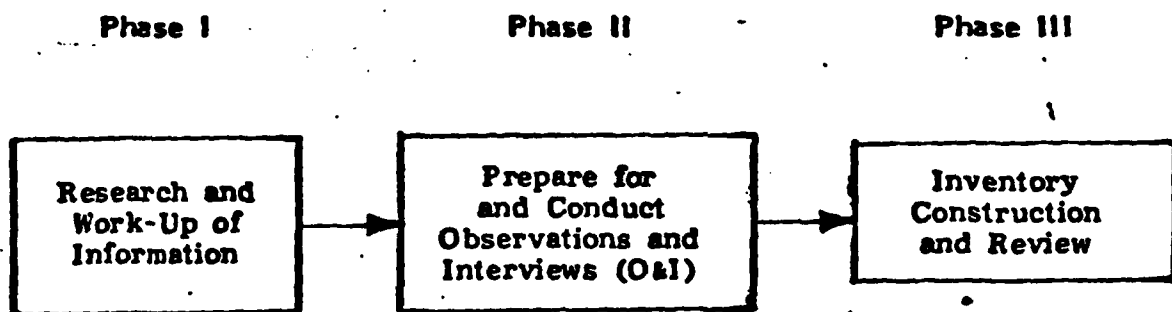 Phase I
Phase II
Phase III
Research and
Work-Up of
Information
Prepare for
and Conduct
Observations and
Interviews (O&I)
Inventory
Construction
and Review